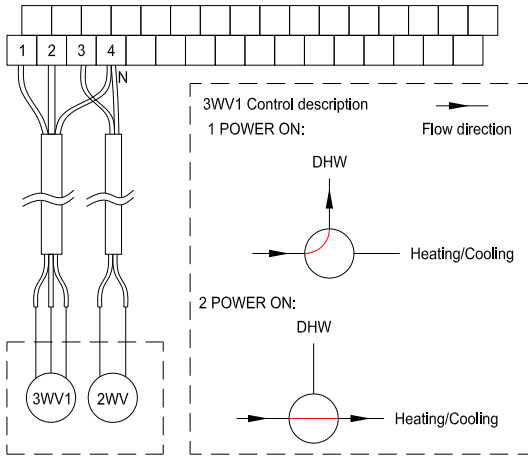 1 2 3 4
N
3WV1 Control description
Flow direction
1 POWER ON:
DHW
Heating/Cooling
2 POWER ON:
DHW
Heating/Cooling
3WV1 2WV